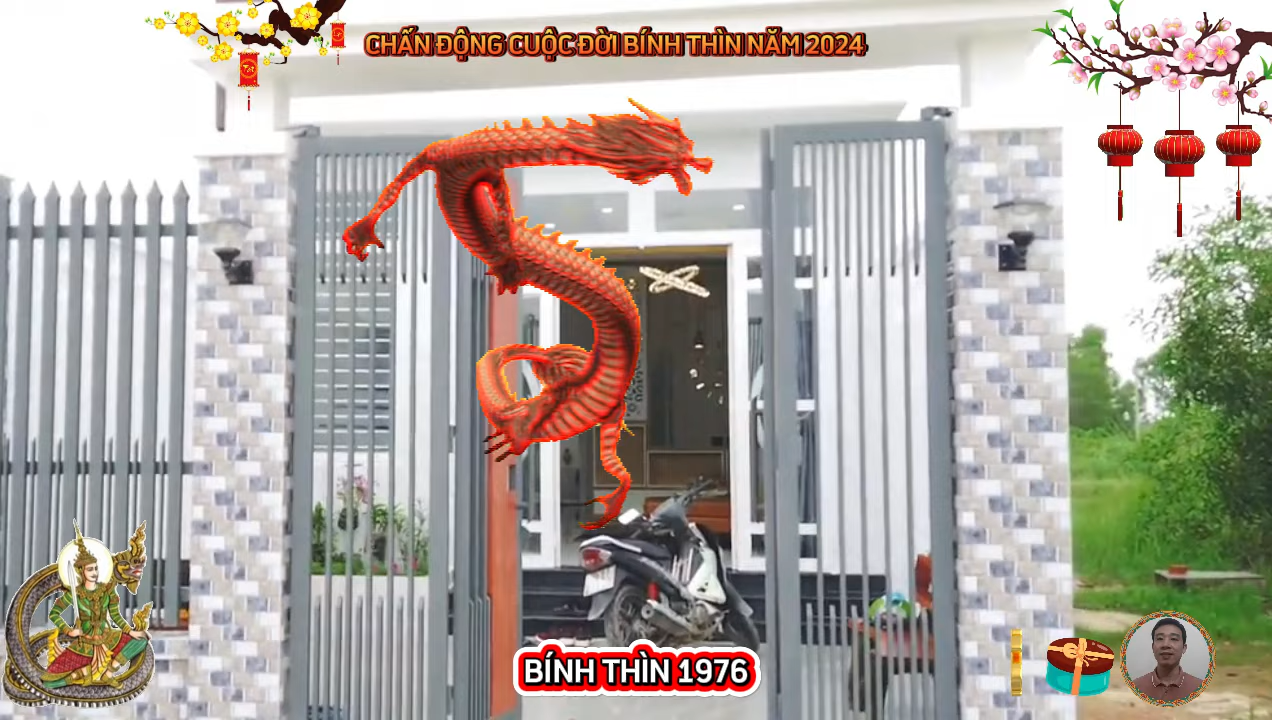 CHẤN ĐỘNG CUỘC ĐỜI BÍNH THÌN NĂM 2024
BÍNH THÌN 1976